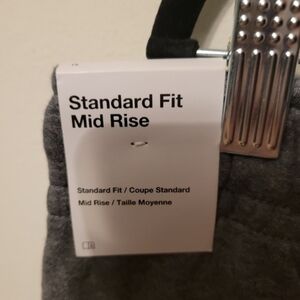 Standard Fit
Mid Rise
Standard Fit / Coupe Standard
Mid Rise / Taille Moyenne